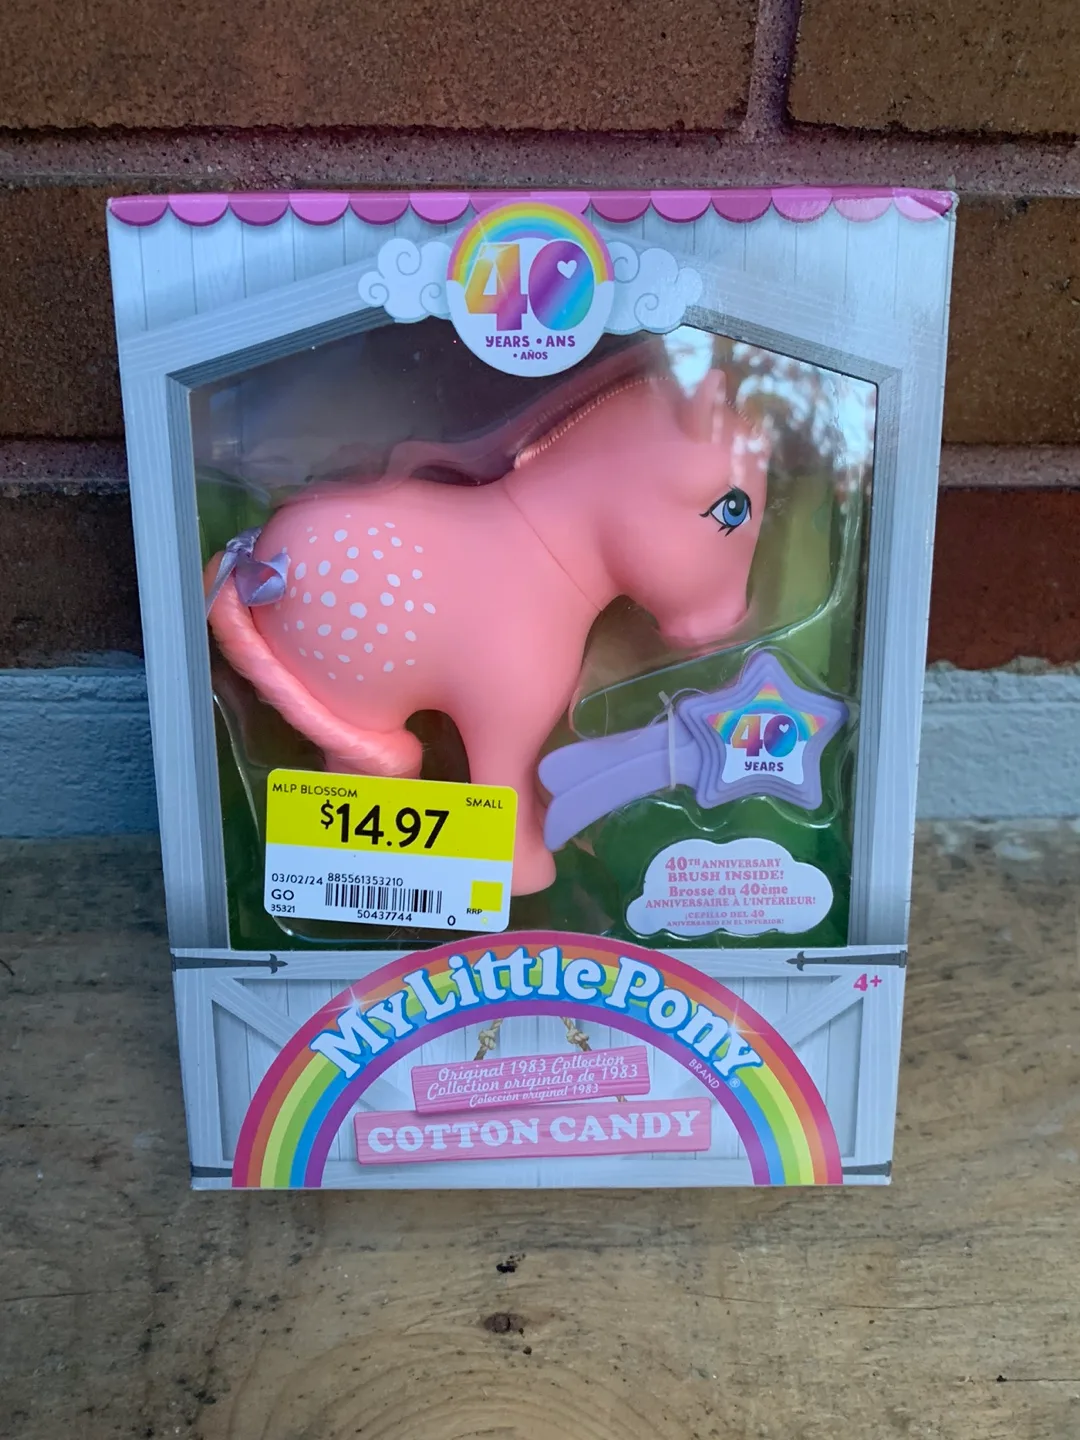 40
YEARS • ANS
• AÑOS
40
YEARS
MLP BLOSSOM
SMALL
$14.97
03/02/24 885561353210
GO
35321
50437744
0
RRP
40TH ANNIVERSARY
BRUSH INSIDE!
Brosse du 40ème
ANNIVERSAIRE À L'INTÉRIEUR!
¡CEPILLO DEL 40
ANIVERSARIO EN EL INTERIOR!
4+
My Little Pony
BRAND ®
Original 1983 Collection
Collection originale de 1983
Colección original 1983
COTTON CANDY